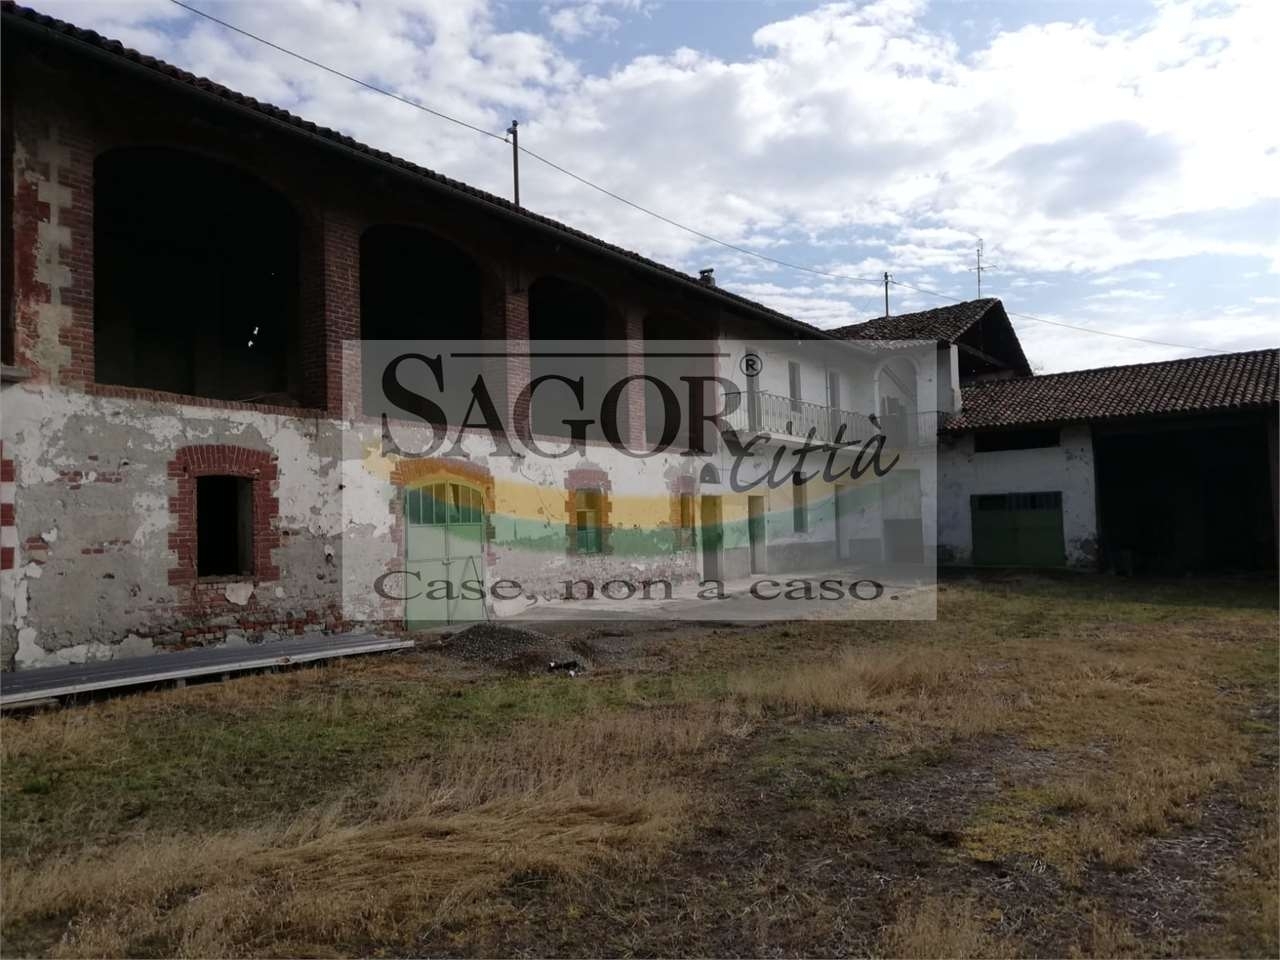 SAGOR®
Città
Case, non a caso.